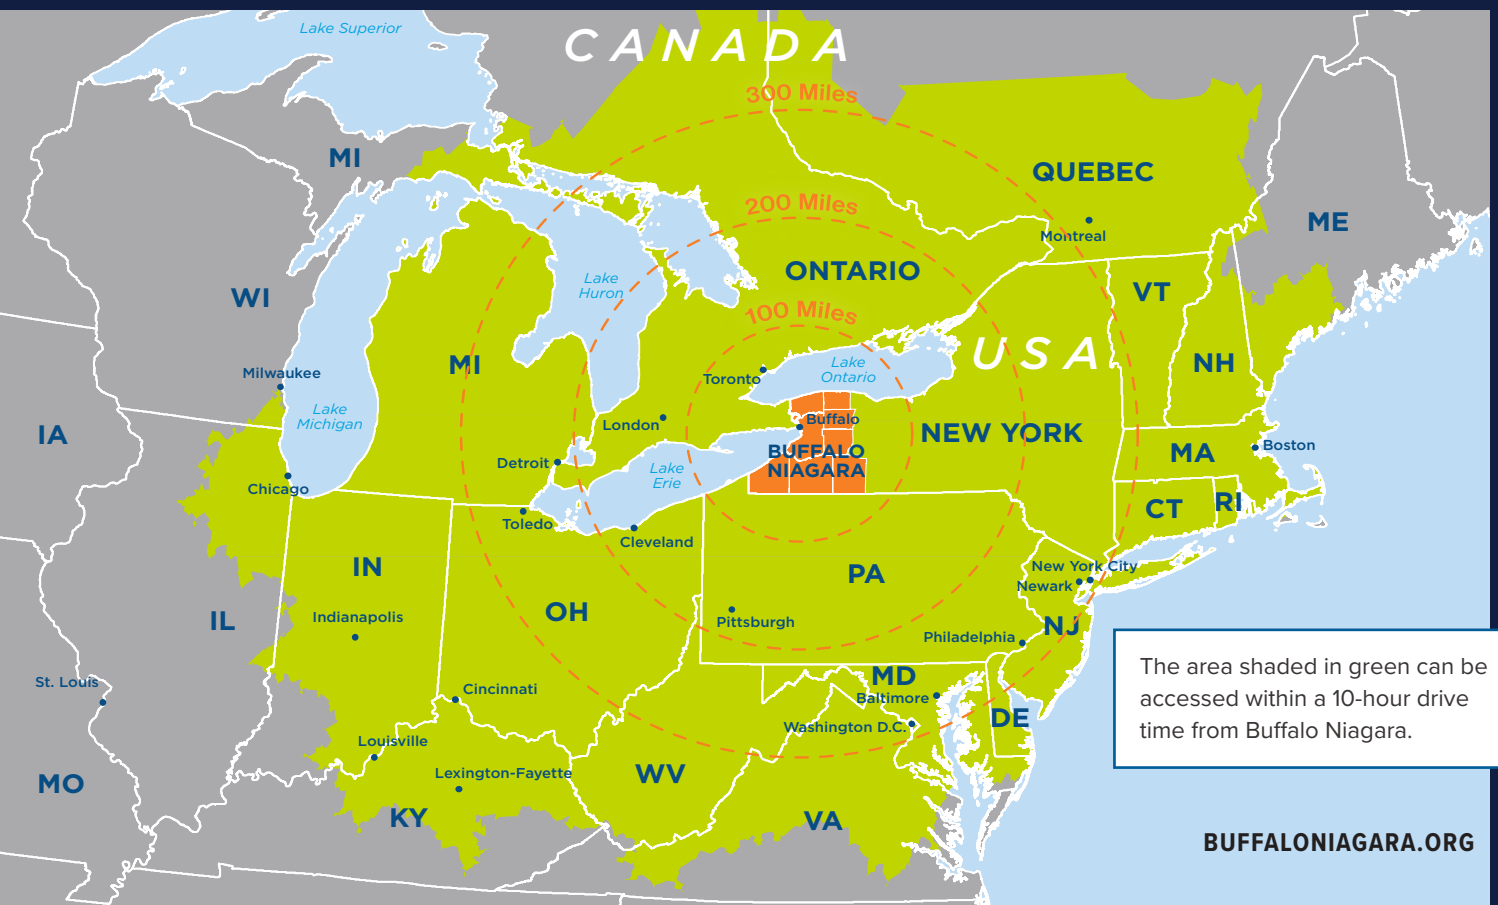 Lake Superior
CANADA
300 Miles
MI
QUEBEC
200 Miles
ME
Montreal
ONTARIO
Lake
Huron
VT
WI
100 Miles
USA
MI
NH
Lake
Ontario
Milwaukee
Toronto
Lake
Michigan
Buffalo
London
NEW YORK
IA
BUFFALO
NIAGARA
MA
Boston
Detroit
Lake
Erie
Chicago
CT
RI
Toledo
Cleveland
IN
PA
New York City
Newark
OH
Indianapolis
IL
Pittsburgh
NJ
Philadelphia
The area shaded in green can be
accessed within a 10-hour drive
time from Buffalo Niagara.
MD
St. Louis
Cincinnati
Baltimore
DE
Washington D.C.
Louisville
Lexington-Fayette
WV
MO
KY
VA
BUFFALONIAGARA.ORG